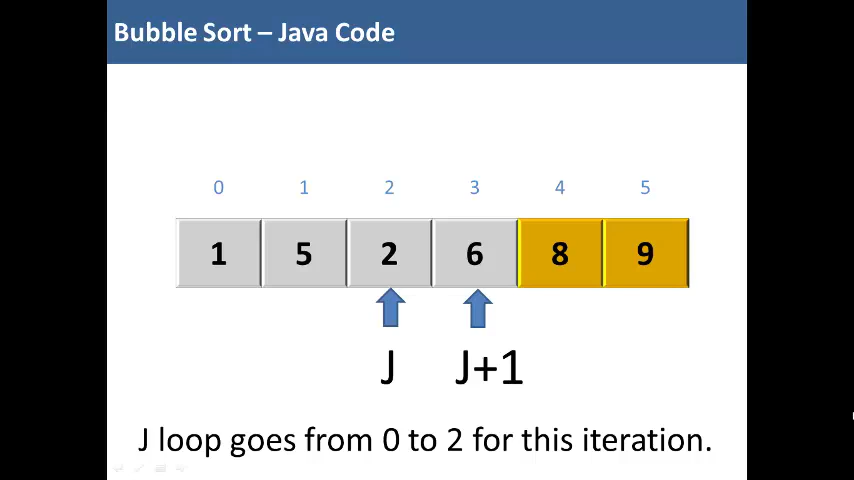 Bubble Sort – Java Code
0 1 2 3 4 5
1 5 2 6 8 9
J J+1
J loop goes from 0 to 2 for this iteration.